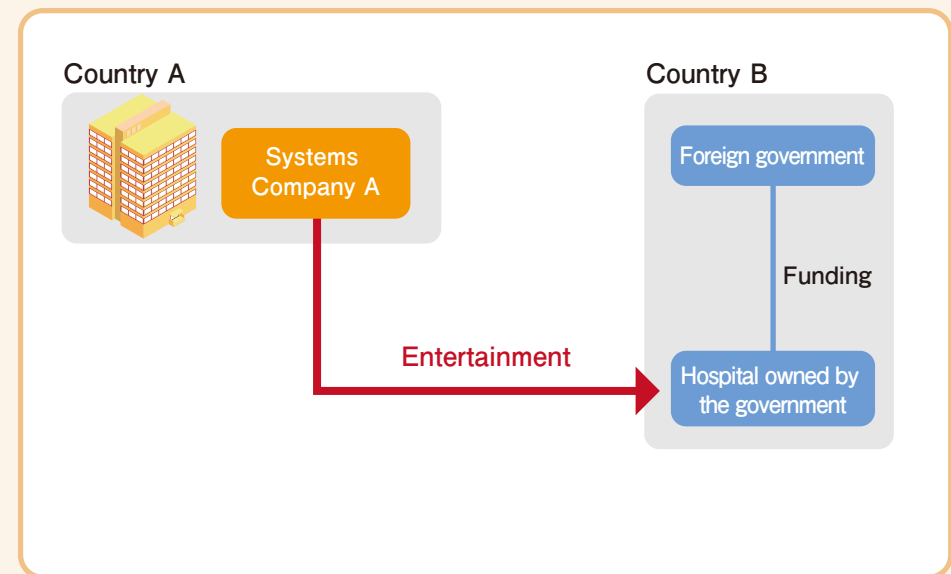 Country A
Systems
Company A
Country B
Foreign government
Funding
Entertainment
Hospital owned by
the government